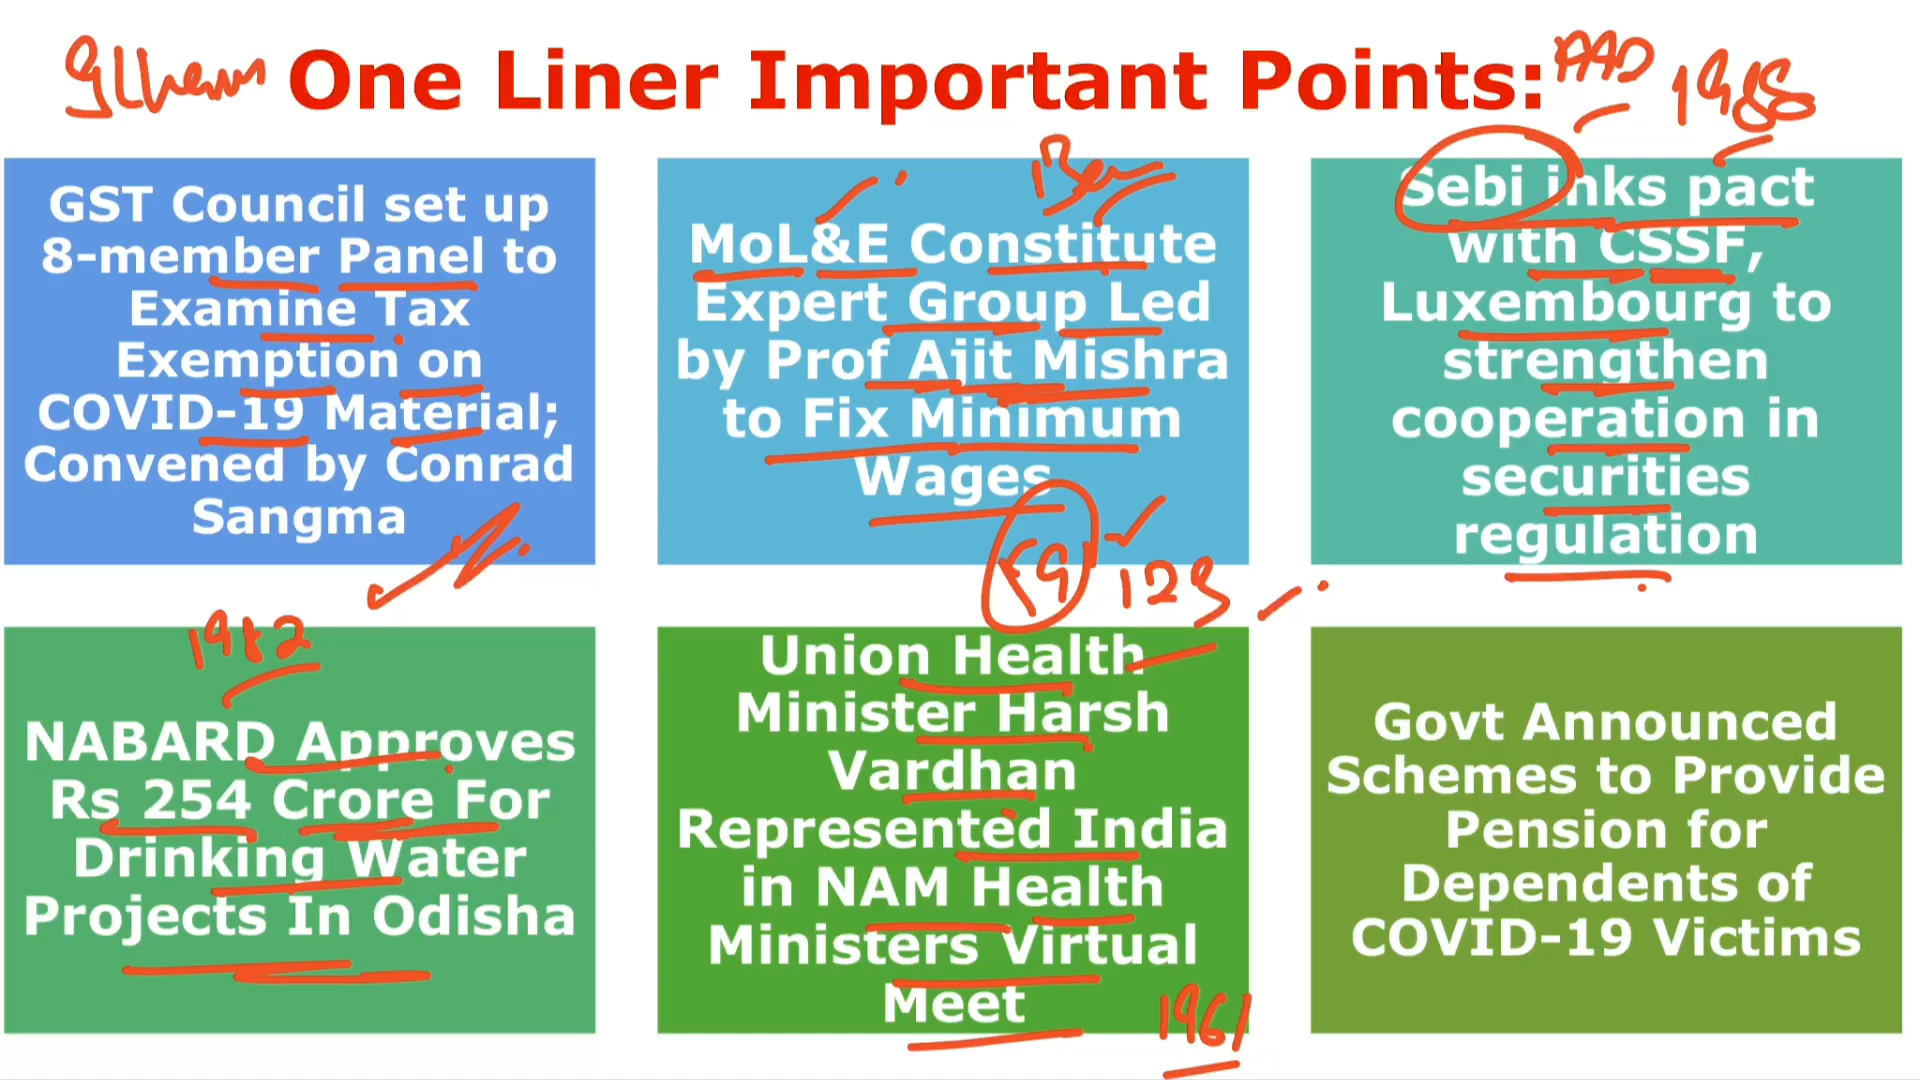 One Liner Important Points:
1988
GST Council set up
8-member Panel to
Examine Tax
Exemption on
COVID-19 Material;
Convened by Conrad
Sangma
MoL&E Constitute
Expert Group Led
by Prof Ajit Mishra
to Fix Minimum
Wages
Sebi inks pact
with CSSF,
Luxembourg to
strengthen
cooperation in
securities
regulation
1982
NABARD Approves
Rs 254 Crore For
Drinking Water
Projects In Odisha
Union Health
Minister Harsh
Vardhan
Represented India
in NAM Health
Ministers Virtual
Meet
1961
Govt Announced
Schemes to Provide
Pension for
Dependents of
COVID-19 Victims